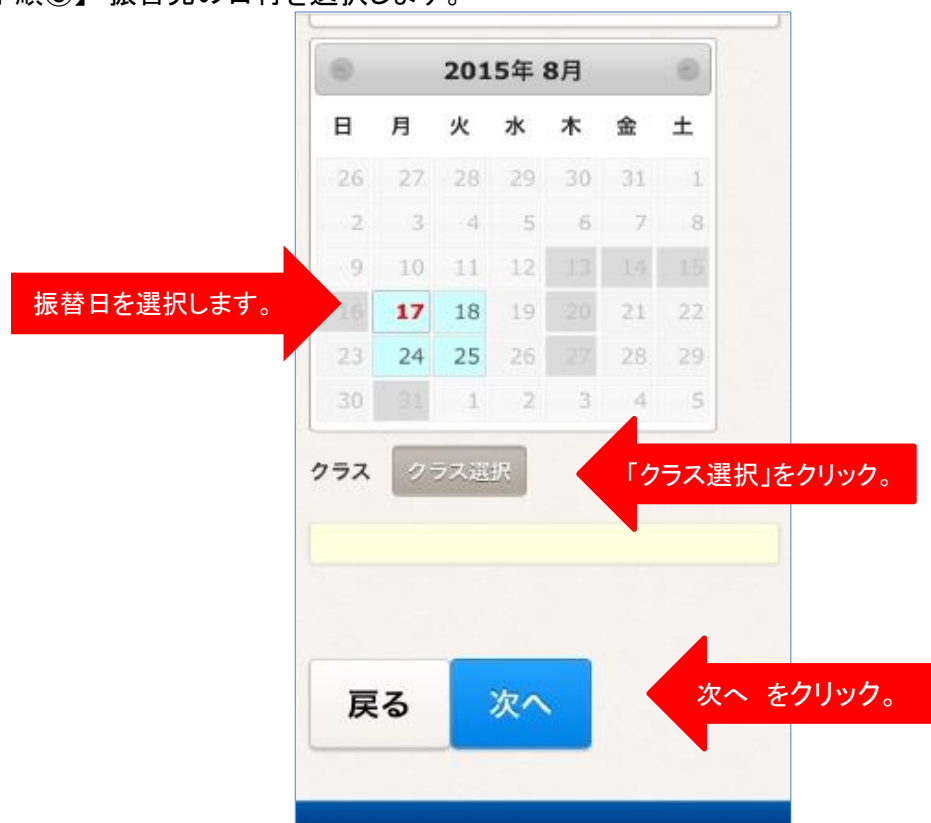 振替先の日付を選択します。
2015年 8月
日 月 火 水 木 金 土
26 27 28 29 30 31 1
2 3 4 5 6 7 8
9 10 11 12 13 14 15
振替日を選択します。
16 17 18 19 20 21 22
23 24 25 26 27 28 29
30 31 1 2 3 4 5
クラス クラス選択
「クラス選択」をクリック。
戻る 次へ
次へ をクリック。